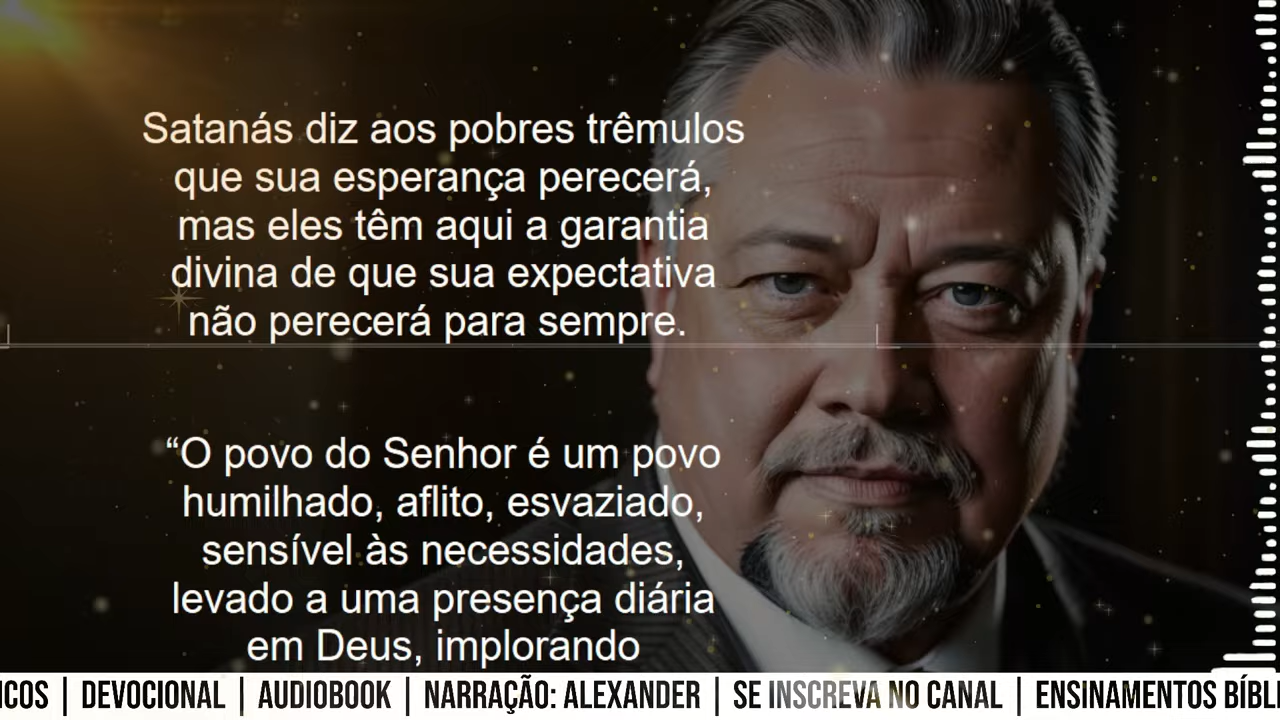 Satanás diz aos pobres trêmulos
que sua esperança perecerá,
mas eles têm aqui a garantia
divina de que sua expectativa
não perecerá para sempre.
“O povo do Senhor é um povo
humilhado, aflito, esvaziado,
sensível às necessidades,
levado a uma presença diária
em Deus, implorando
ICOS | DEVOCIONAL | AUDIOBOOK | NARRAÇÃO: ALEXANDER | SE INSCREVA NO CANAL | ENSINAMENTOS BÍBLI